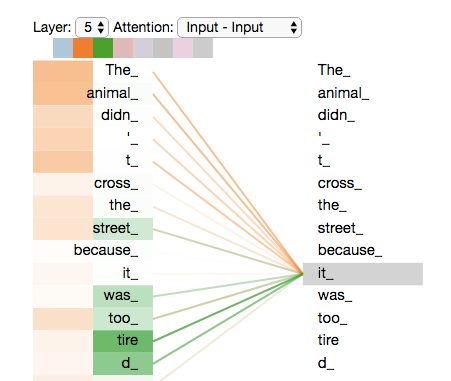 Layer: 5 Attention: Input - Input
The_ The_
animal_ animal_
didn_ didn_
'_ '_
t_ t_
cross_ cross_
the_ the_
street_ street_
because_ because_
it_ it_
was_ was_
too_ too_
tire tire
d_ d_